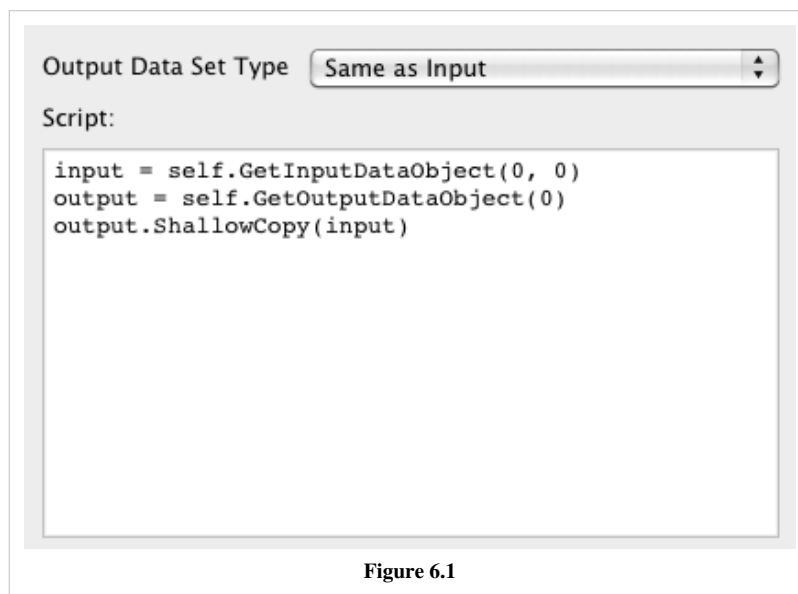 Output Data Set Type Same as Input
Script:
input = self.GetInputDataObject(0, 0)
output = self.GetOutputDataObject(0)
output.ShallowCopy(input)
Figure 6.1